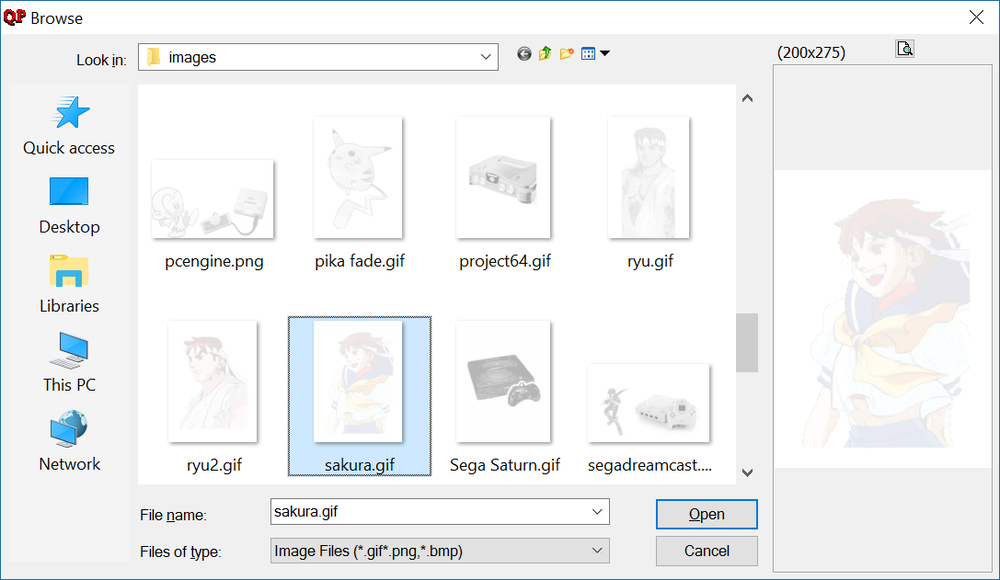 QP Browse
Look in:
images
(200x275)
Quick access
Desktop
Libraries
This PC
Network
pcengine.png
pika fade.gif
project64.gif
ryu.gif
ryu2.gif
sakura.gif
Sega Saturn.gif
segadreamcast....
File name:
sakura.gif
Open
Files of type:
Image Files (*.gif*.png,*.bmp)
Cancel